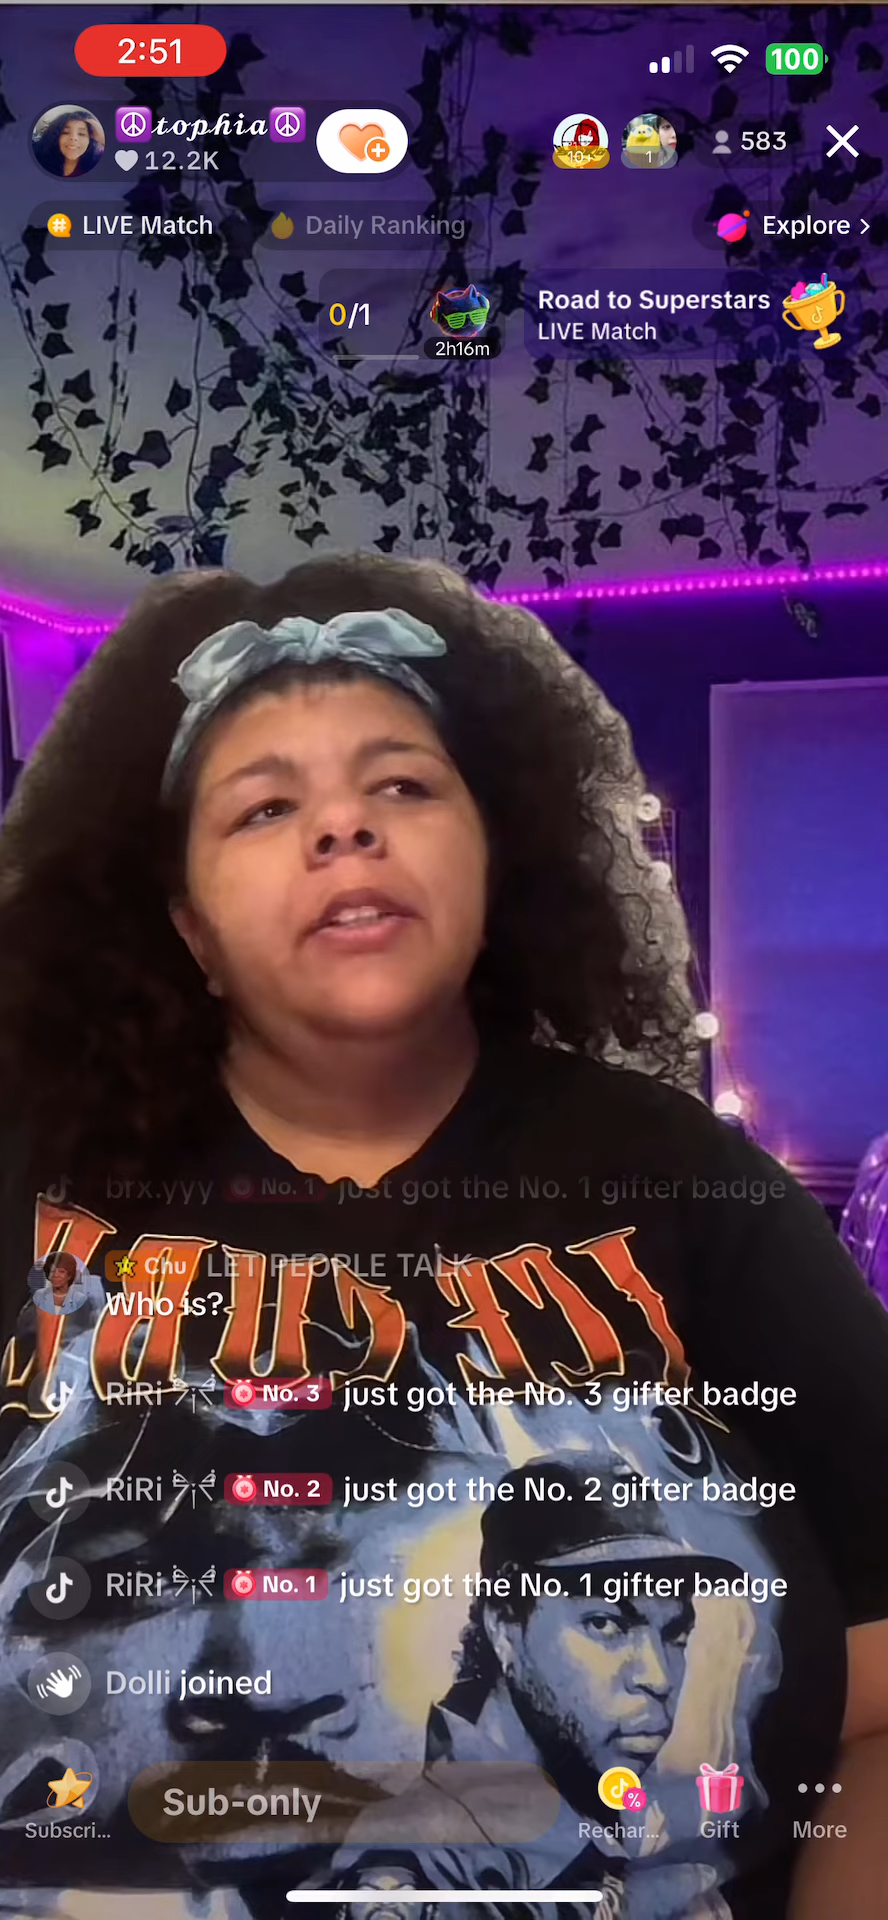 2:51
100
☮️𝓽𝓸𝓹𝓱𝓲𝓪☮️
12.2K
10+
1
583
LIVE Match
Daily Ranking
Explore >
0/1
2h16m
Road to Superstars
LIVE Match
brx.yyy No. 1 just got the No. 1 gifter badge
Chu LET PEOPLE TALK
Who is?
RiRi No. 3 just got the No. 3 gifter badge
RiRi No. 2 just got the No. 2 gifter badge
RiRi No. 1 just got the No. 1 gifter badge
Dolli joined
ICE CUBE
Sub-only
Subscri...
Rechar...
Gift
More